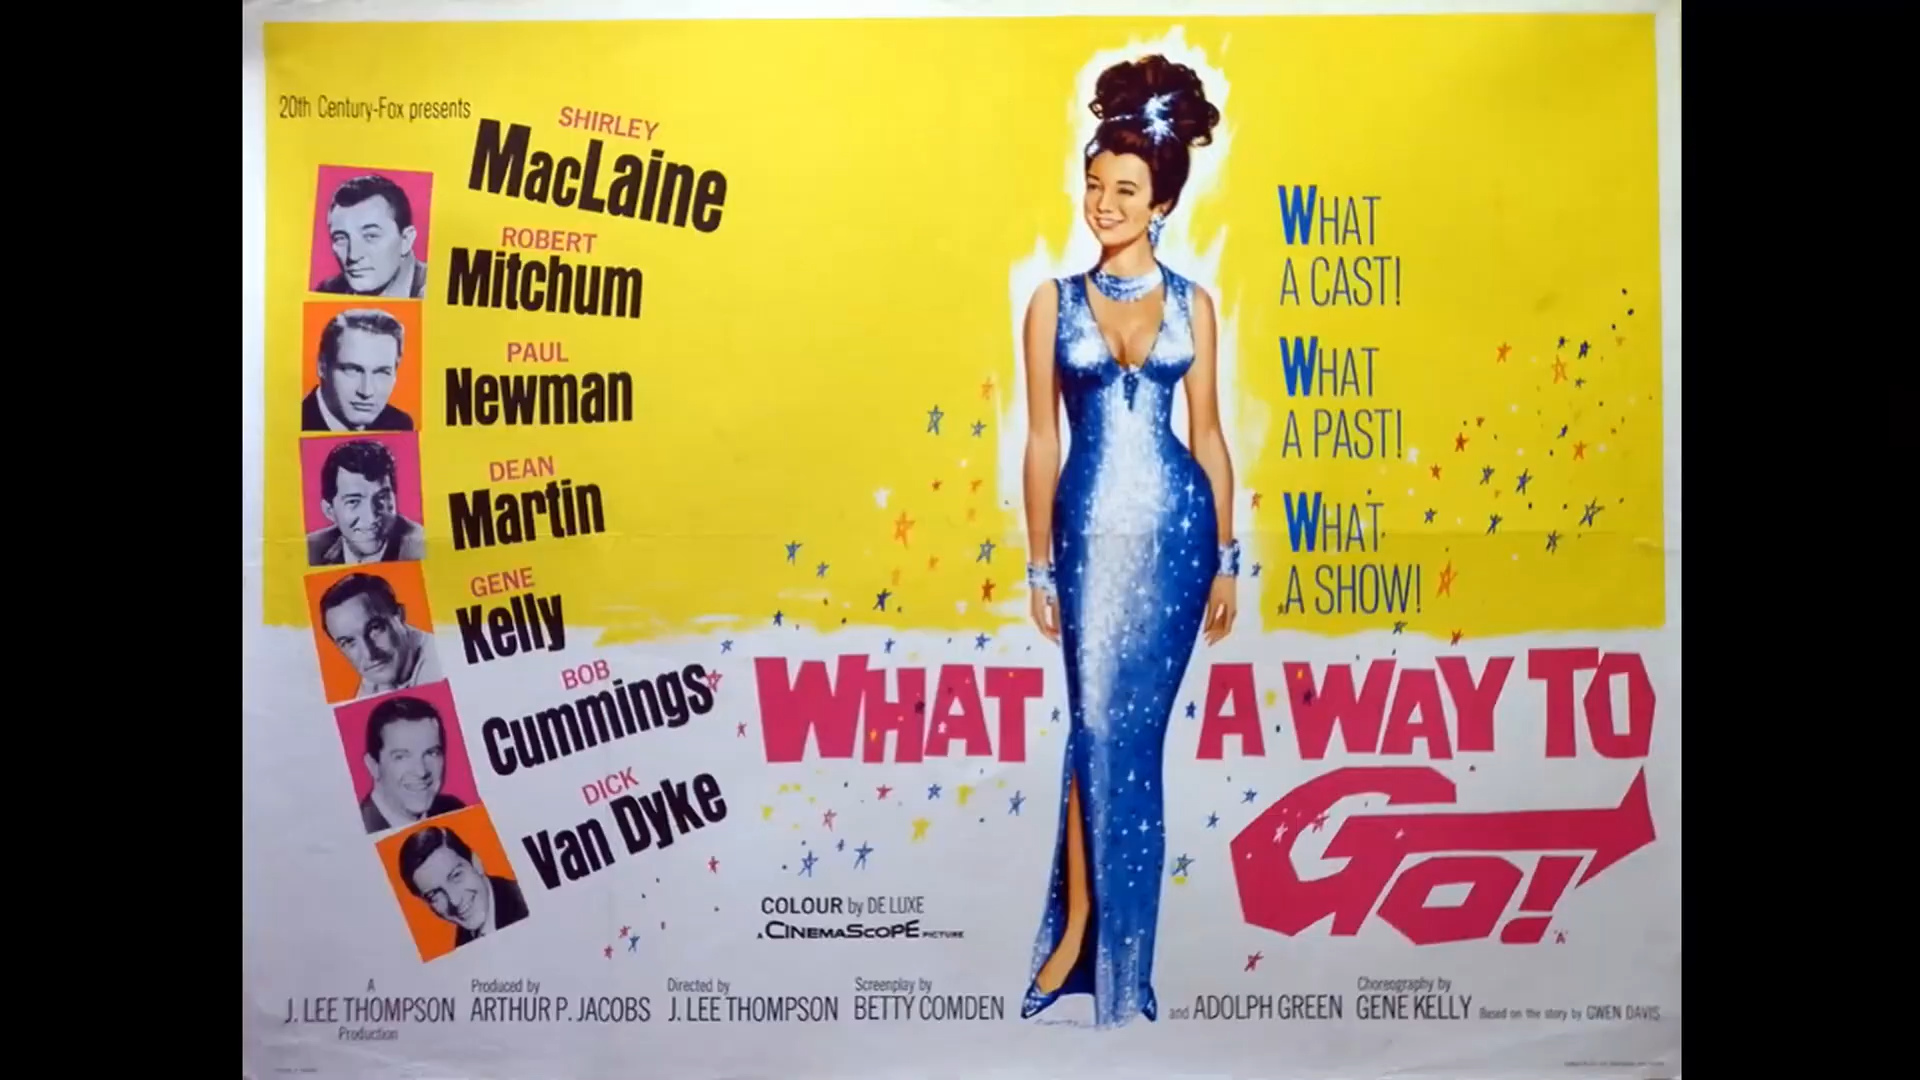 20th Century-Fox presents
SHIRLEY
MacLaine
ROBERT
Mitchum
PAUL
Newman
DEAN
Martin
GENE
Kelly
BOB
Cummings
DICK
Van Dyke
WHAT
A CAST!
WHAT
A PAST!
WHAT
A SHOW!
WHAT A WAY TO
GO!
'A'
COLOUR by DE LUXE
A CINEMASCOPE PICTURE
A
J. LEE THOMPSON
Production
Produced by
ARTHUR P. JACOBS
Directed by
J. LEE THOMPSON
Screenplay by
BETTY COMDEN
and ADOLPH GREEN
Choreography by
GENE KELLY
Based on the story by GWEN DAVIS